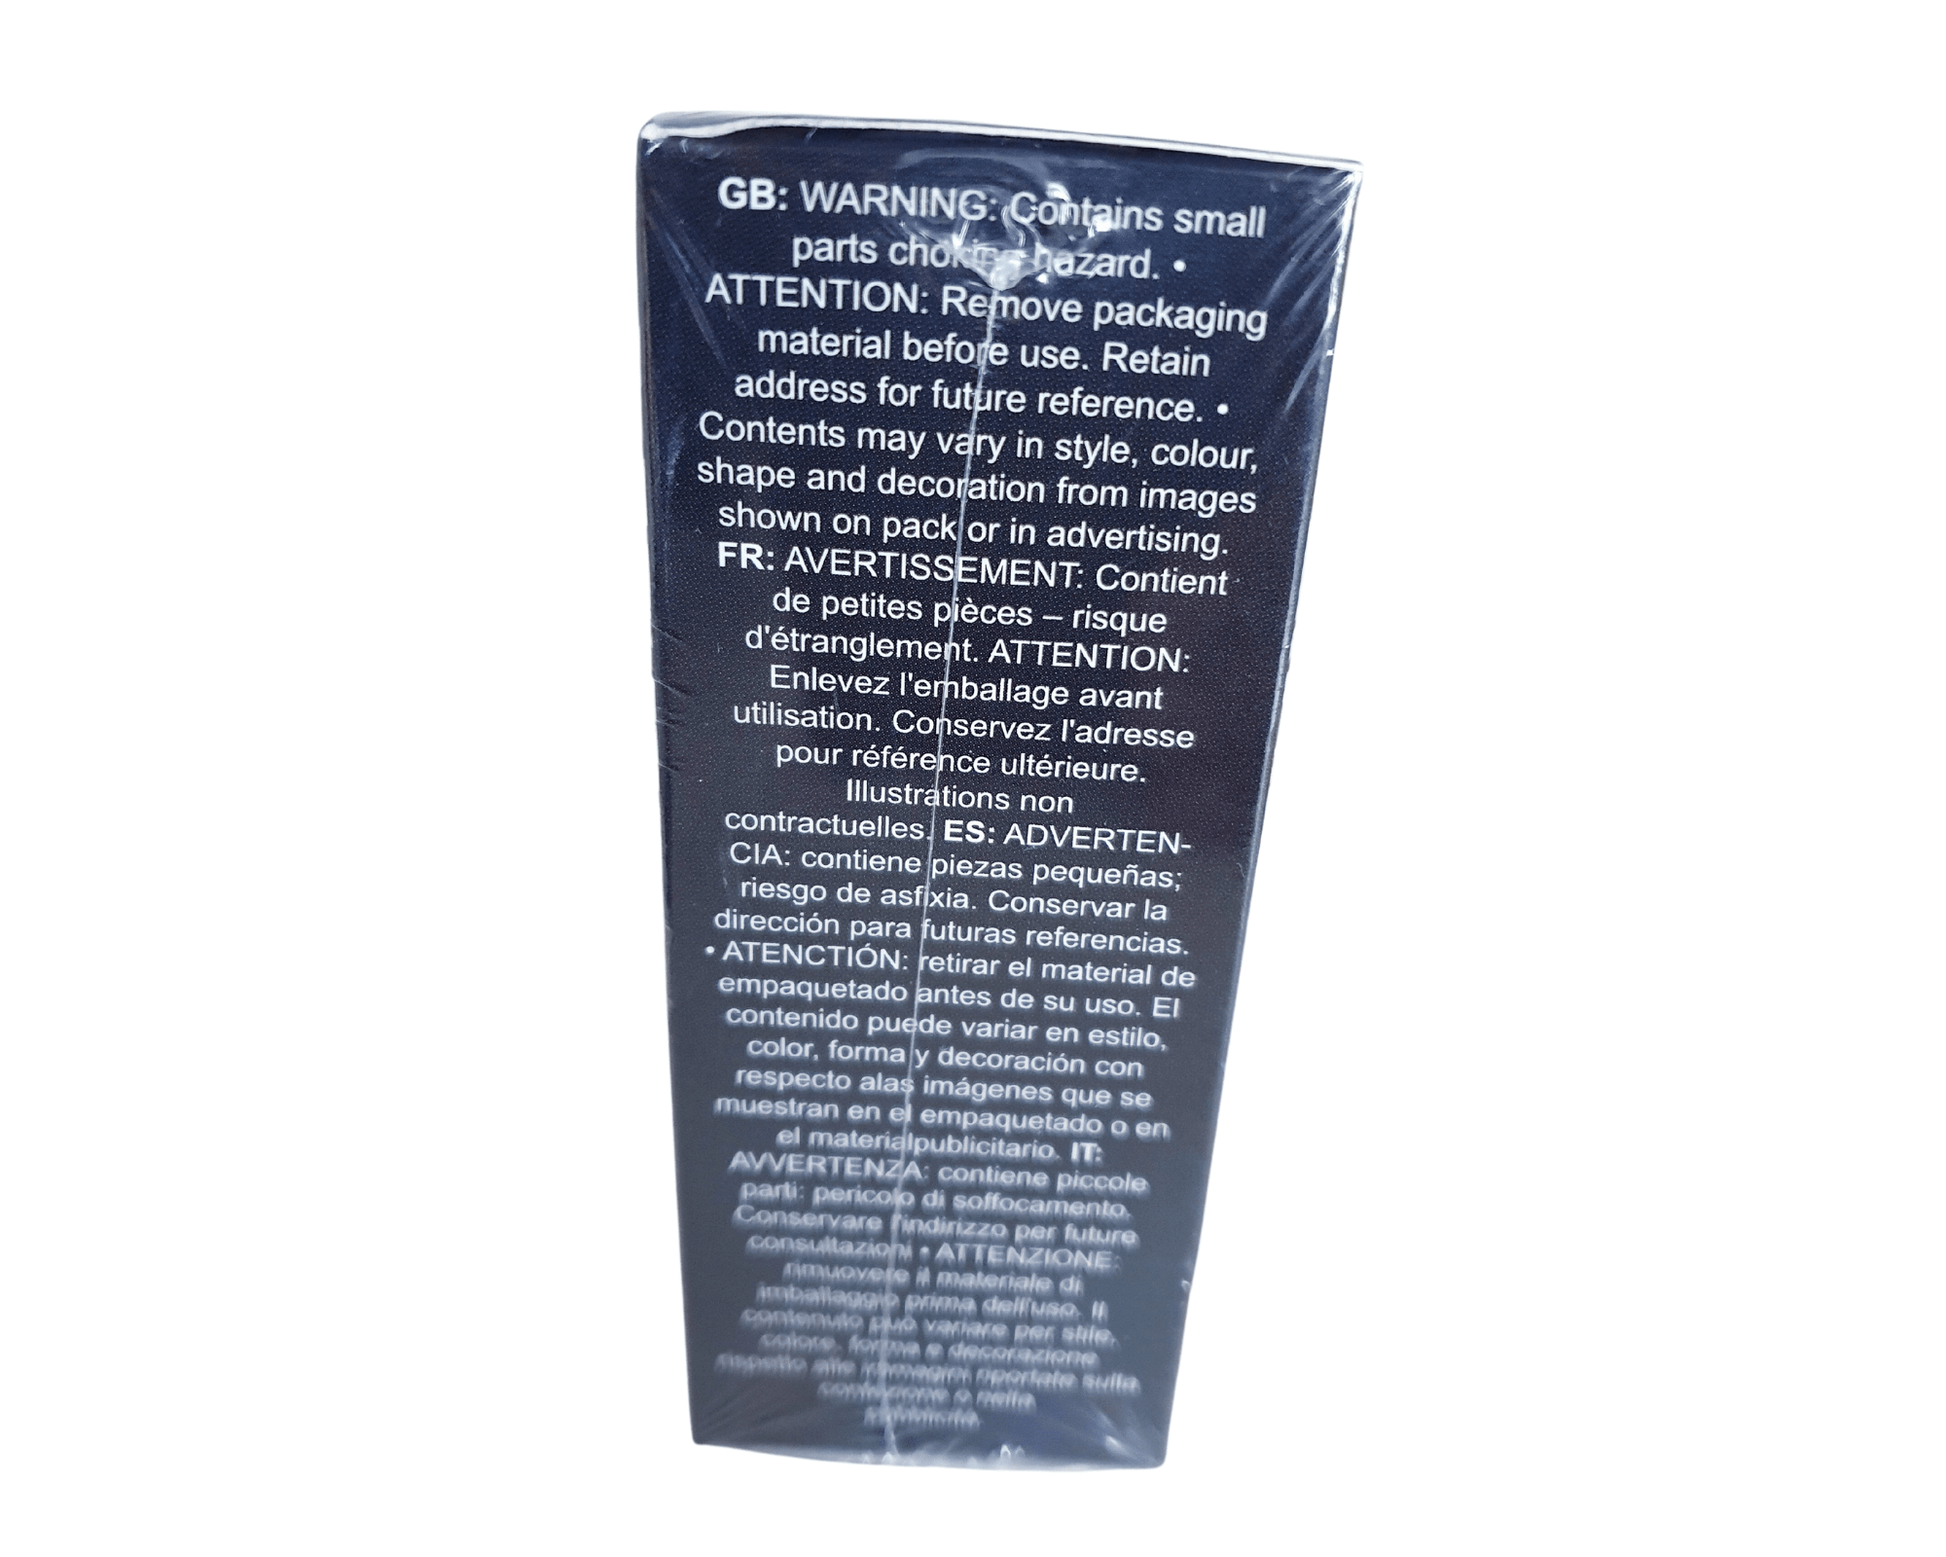 GB: WARNING: Contains small
parts choking hazard. •
ATTENTION: Remove packaging
material before use. Retain
address for future reference. •
Contents may vary in style, colour,
shape and decoration from images
shown on pack or in advertising.
FR: AVERTISSEMENT: Contient
de petites pièces – risque
d'étranglement. ATTENTION:
Enlevez l'emballage avant
utilisation. Conservez l'adresse
pour référence ultérieure.
Illustrations non
contractuelles. ES: ADVERTEN-
CIA: contiene piezas pequeñas;
riesgo de asfixia. Conservar la
dirección para futuras referencias.
• ATENCTIÓN: retirar el material de
empaquetado antes de su uso. El
contenido puede variar en estilo,
color, forma y decoración con
respecto alas imágenes que se
muestran en el empaquetado o en
el materialpublicitario. IT:
AVVERTENZA: contiene piccole
parti: pericolo di soffocamento.
Conservare l'indirizzo per future
consultazioni • ATTENZIONE:
rimuovere il materiale di
imballaggio prima dell'uso. Il
contenuto può variare per stile,
colore, forma e decorazione
rispetto alle immagini riportate sulla
confezione o nella